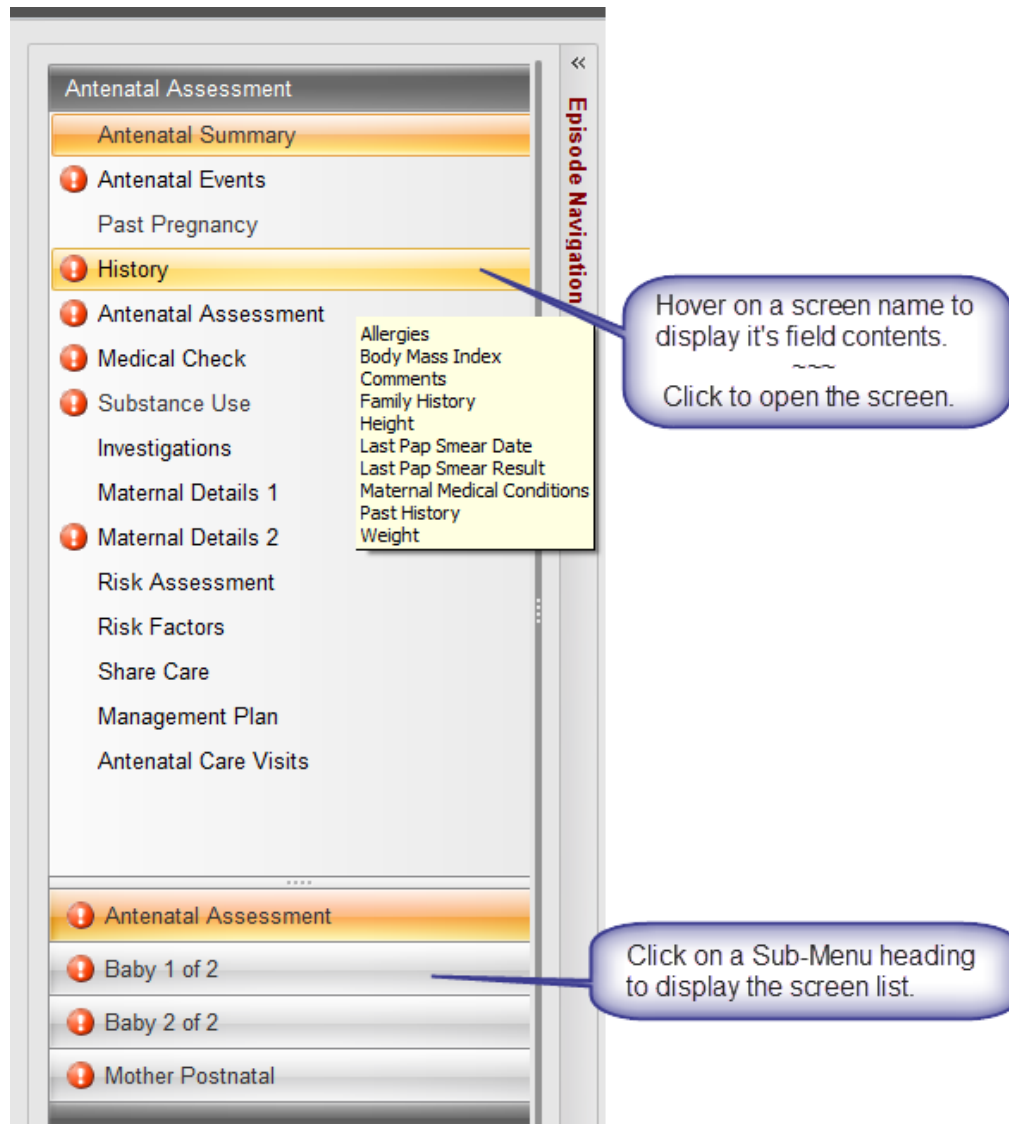 Antenatal Assessment
«
Episode Navigation
Antenatal Summary
Antenatal Events
Past Pregnancy
History
Antenatal Assessment
Medical Check
Substance Use
Investigations
Maternal Details 1
Maternal Details 2
Risk Assessment
Risk Factors
Share Care
Management Plan
Antenatal Care Visits
Allergies
Body Mass Index
Comments
Family History
Height
Last Pap Smear Date
Last Pap Smear Result
Maternal Medical Conditions
Past History
Weight
Hover on a screen name to
display it's field contents.
~~~
Click to open the screen.
Antenatal Assessment
Baby 1 of 2
Baby 2 of 2
Mother Postnatal
Click on a Sub-Menu heading
to display the screen list.